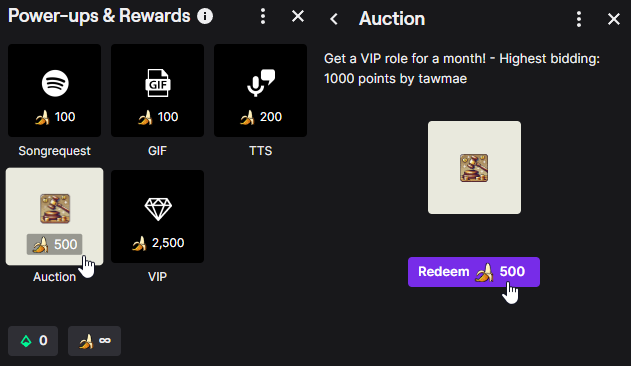 Power-ups & Rewards
100
Songrequest
GIF
100
GIF
200
TTS
500
Auction
2,500
VIP
0
∞
Auction
Get a VIP role for a month! - Highest bidding:
1000 points by tawmae
Redeem 500